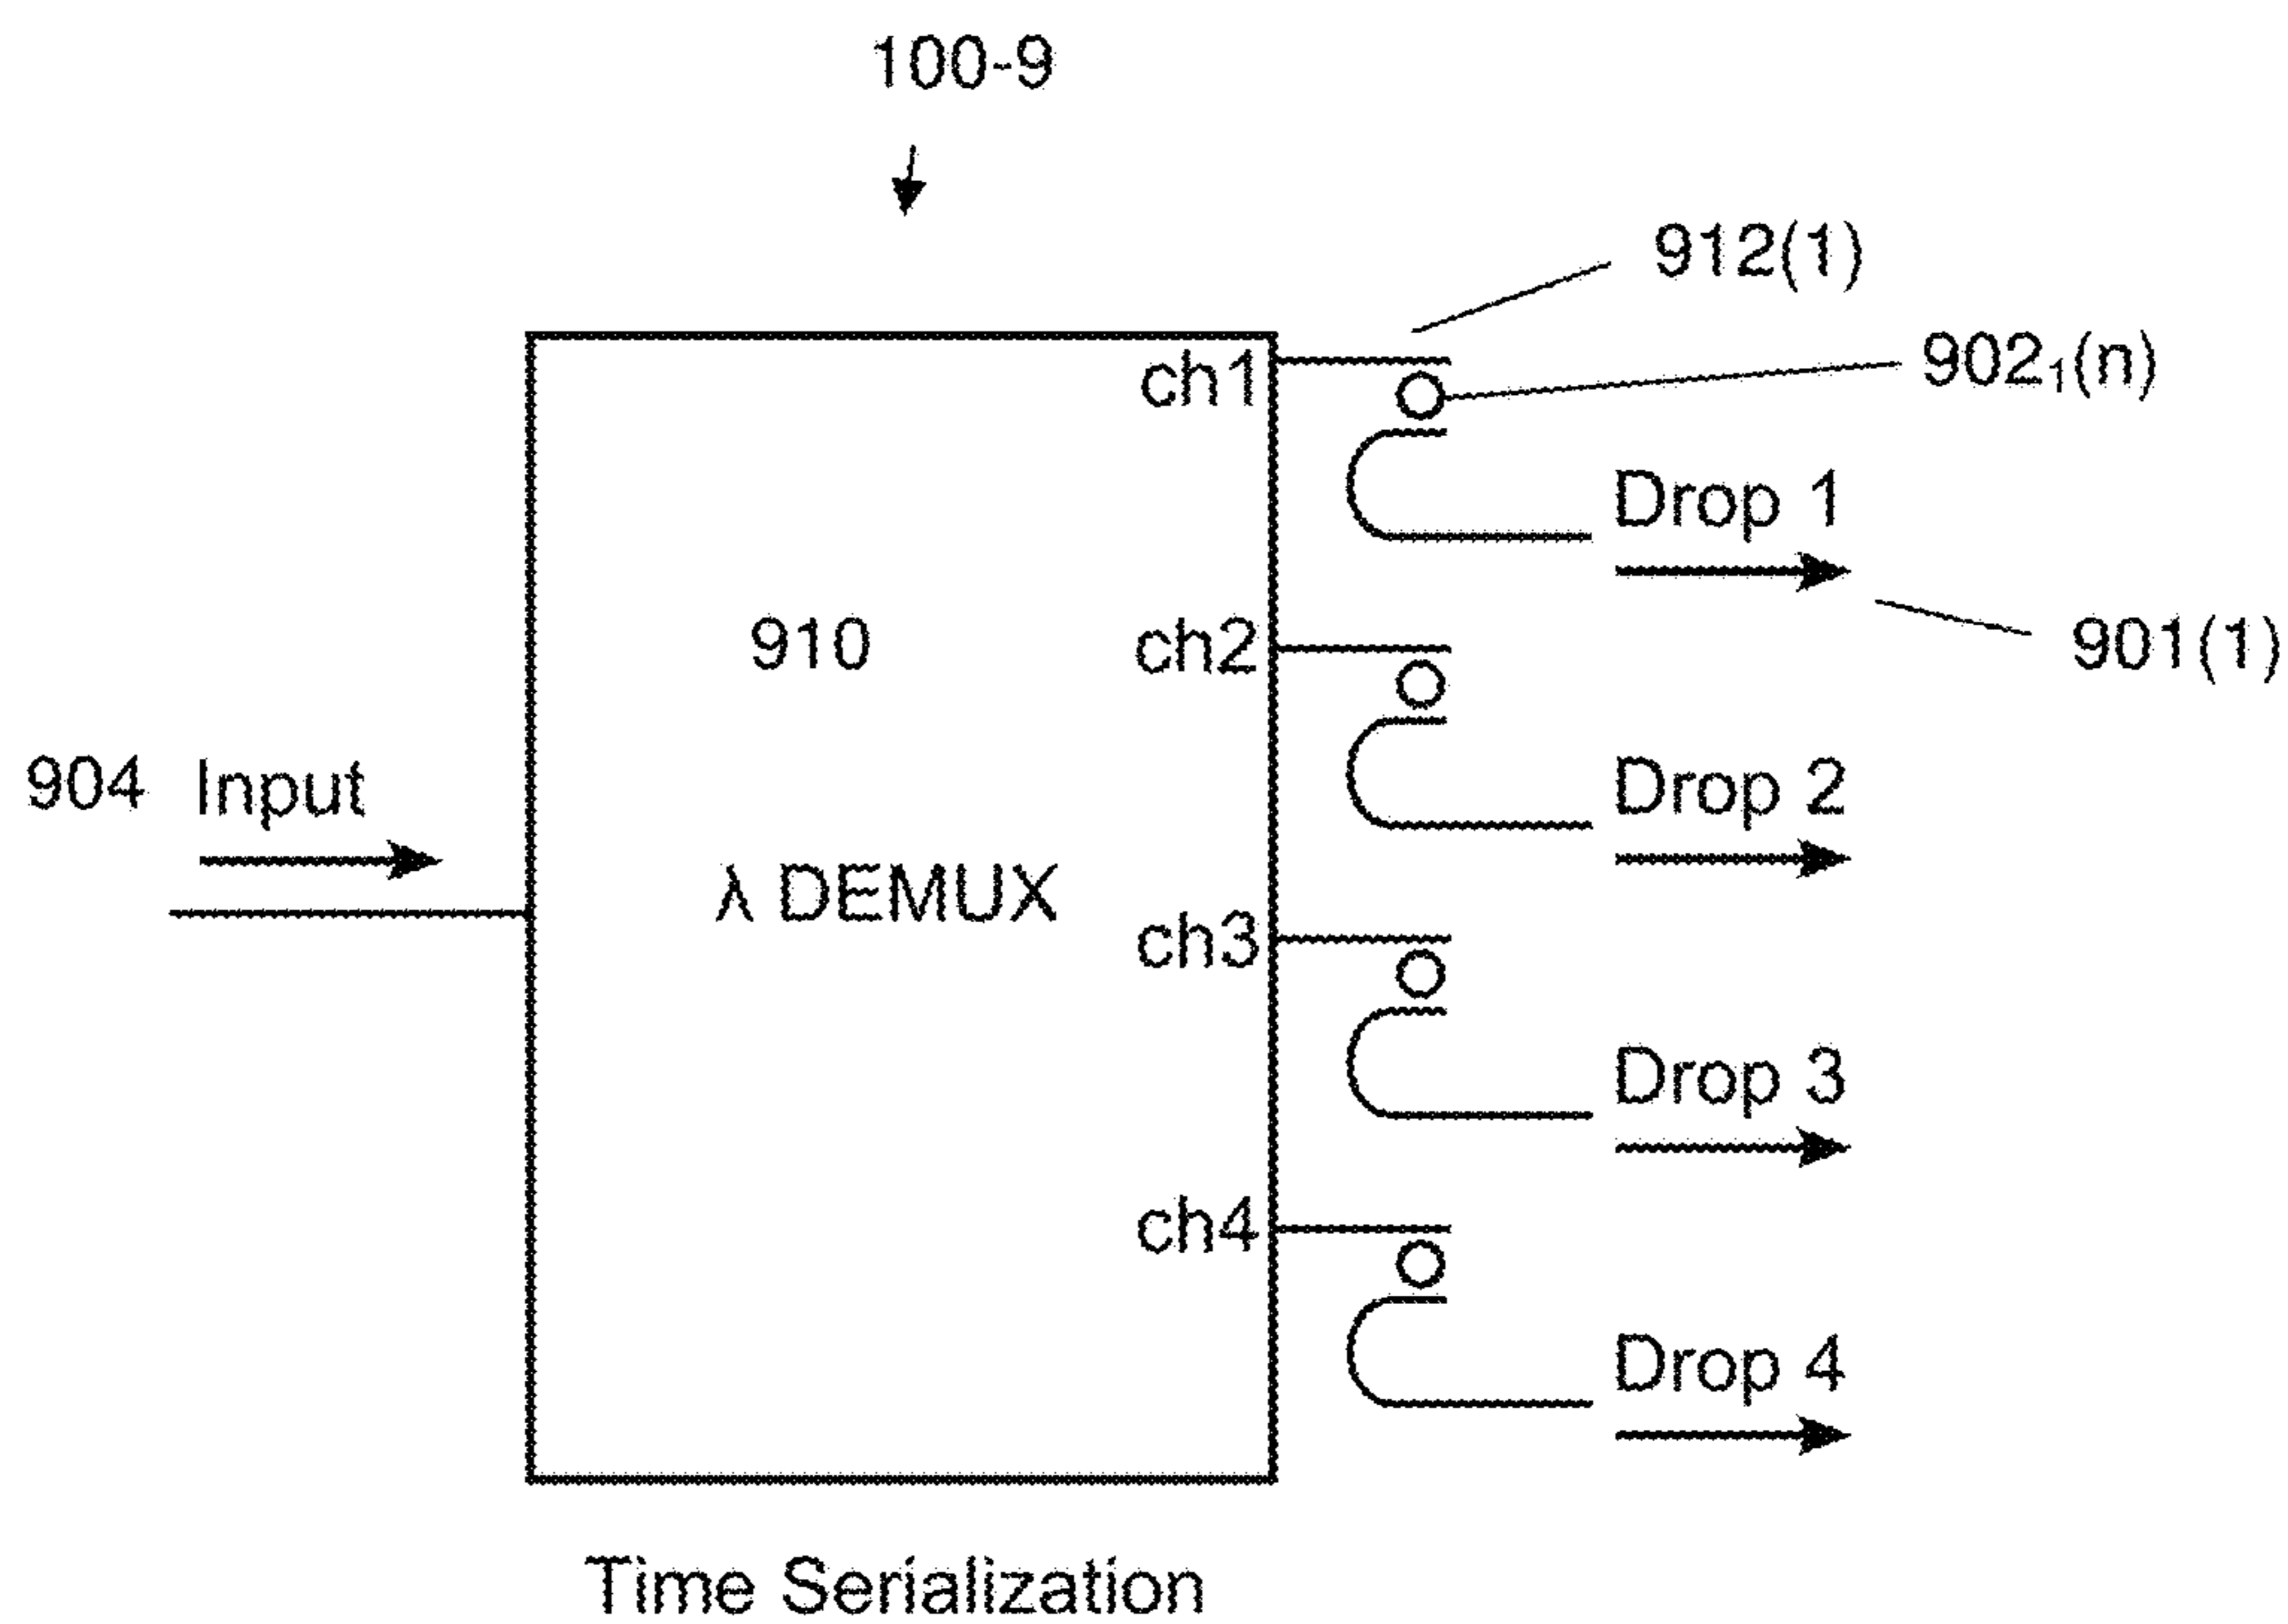 100-9
912(1)
902₁(n)
ch1
Drop 1
901(1)
910
ch2
904 Input
Drop 2
λ DEMUX
ch3
Drop 3
ch4
Drop 4
Time Serialization